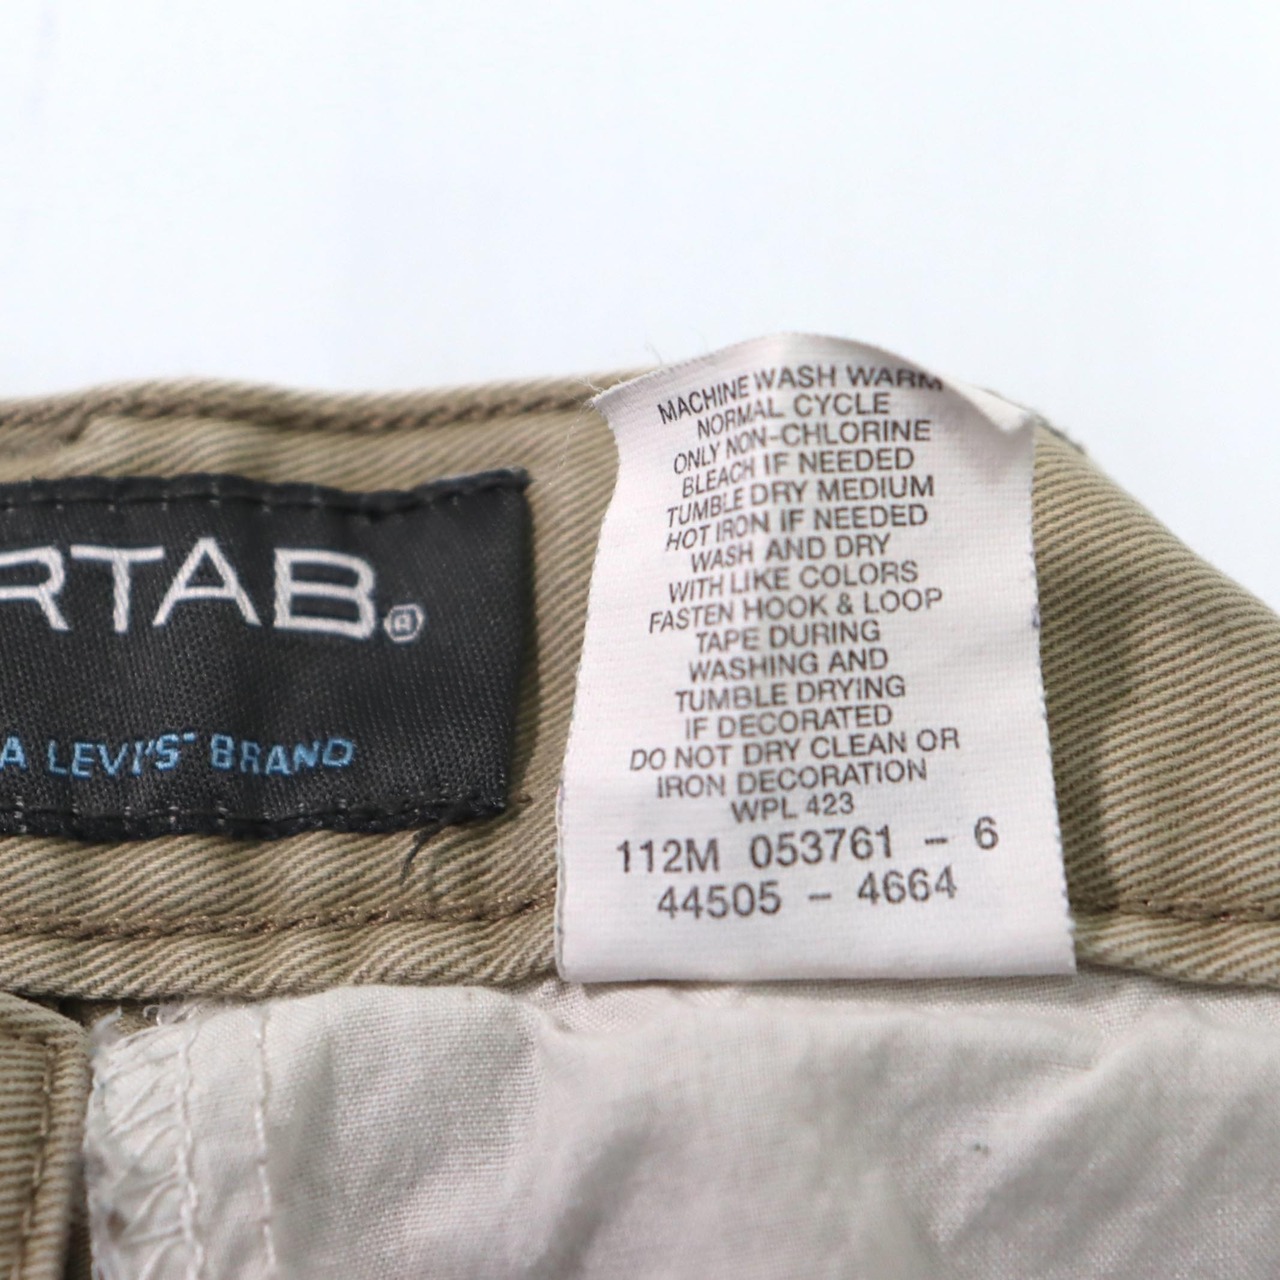 RTAB®
A LEVI'S® BRAND
MACHINE WASH WARM
NORMAL CYCLE
ONLY NON-CHLORINE
BLEACH IF NEEDED
TUMBLE DRY MEDIUM
HOT IRON IF NEEDED
WASH AND DRY
WITH LIKE COLORS
FASTEN HOOK & LOOP
TAPE DURING
WASHING AND
TUMBLE DRYING
IF DECORATED
DO NOT DRY CLEAN OR
IRON DECORATION
WPL 423
112M 053761 - 6
44505 - 4664